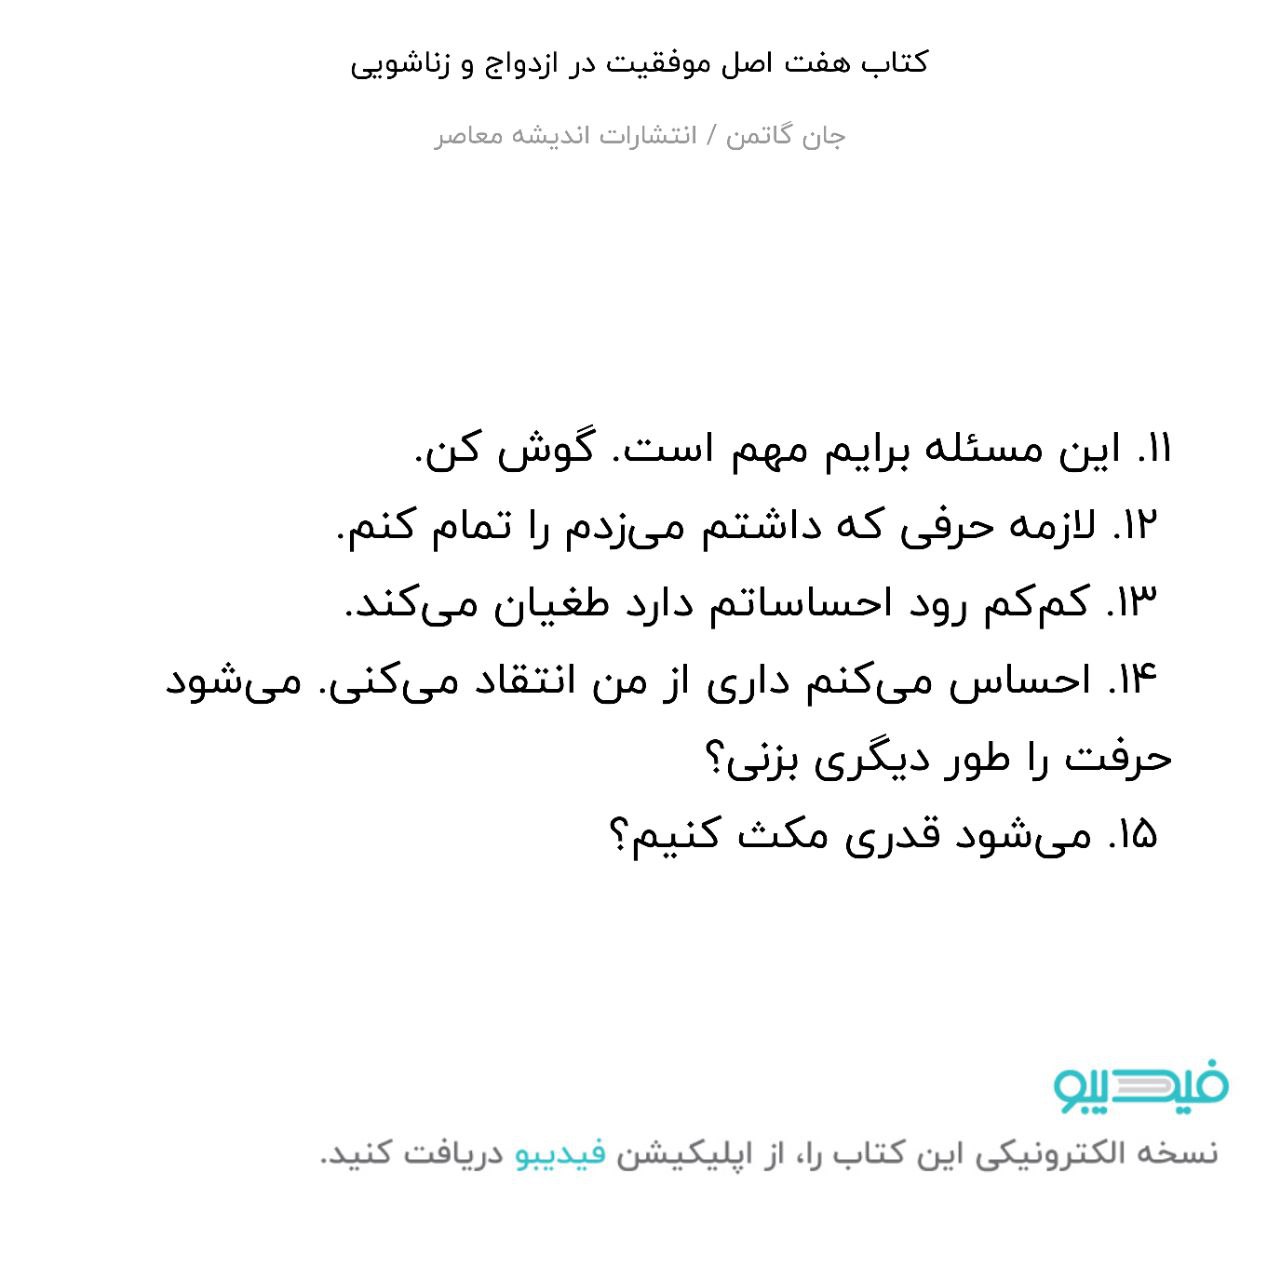 کتاب هفت اصل موفقیت در ازدواج و زناشویی
جان گاتمن / انتشارات اندیشه معاصر
۱۱. این مسئله برایم مهم است. گوش کن.
۱۲. لازمه حرفی که داشتم می‌زدم را تمام کنم.
۱۳. کم‌کم رود احساساتم دارد طغیان می‌کند.
۱۴. احساس می‌کنم داری از من انتقاد می‌کنی. می‌شود
حرفت را طور دیگری بزنی؟
۱۵. می‌شود قدری مکث کنیم؟
فیدیبو
نسخه الکترونیکی این کتاب را، از اپلیکیشن فیدیبو دریافت کنید.